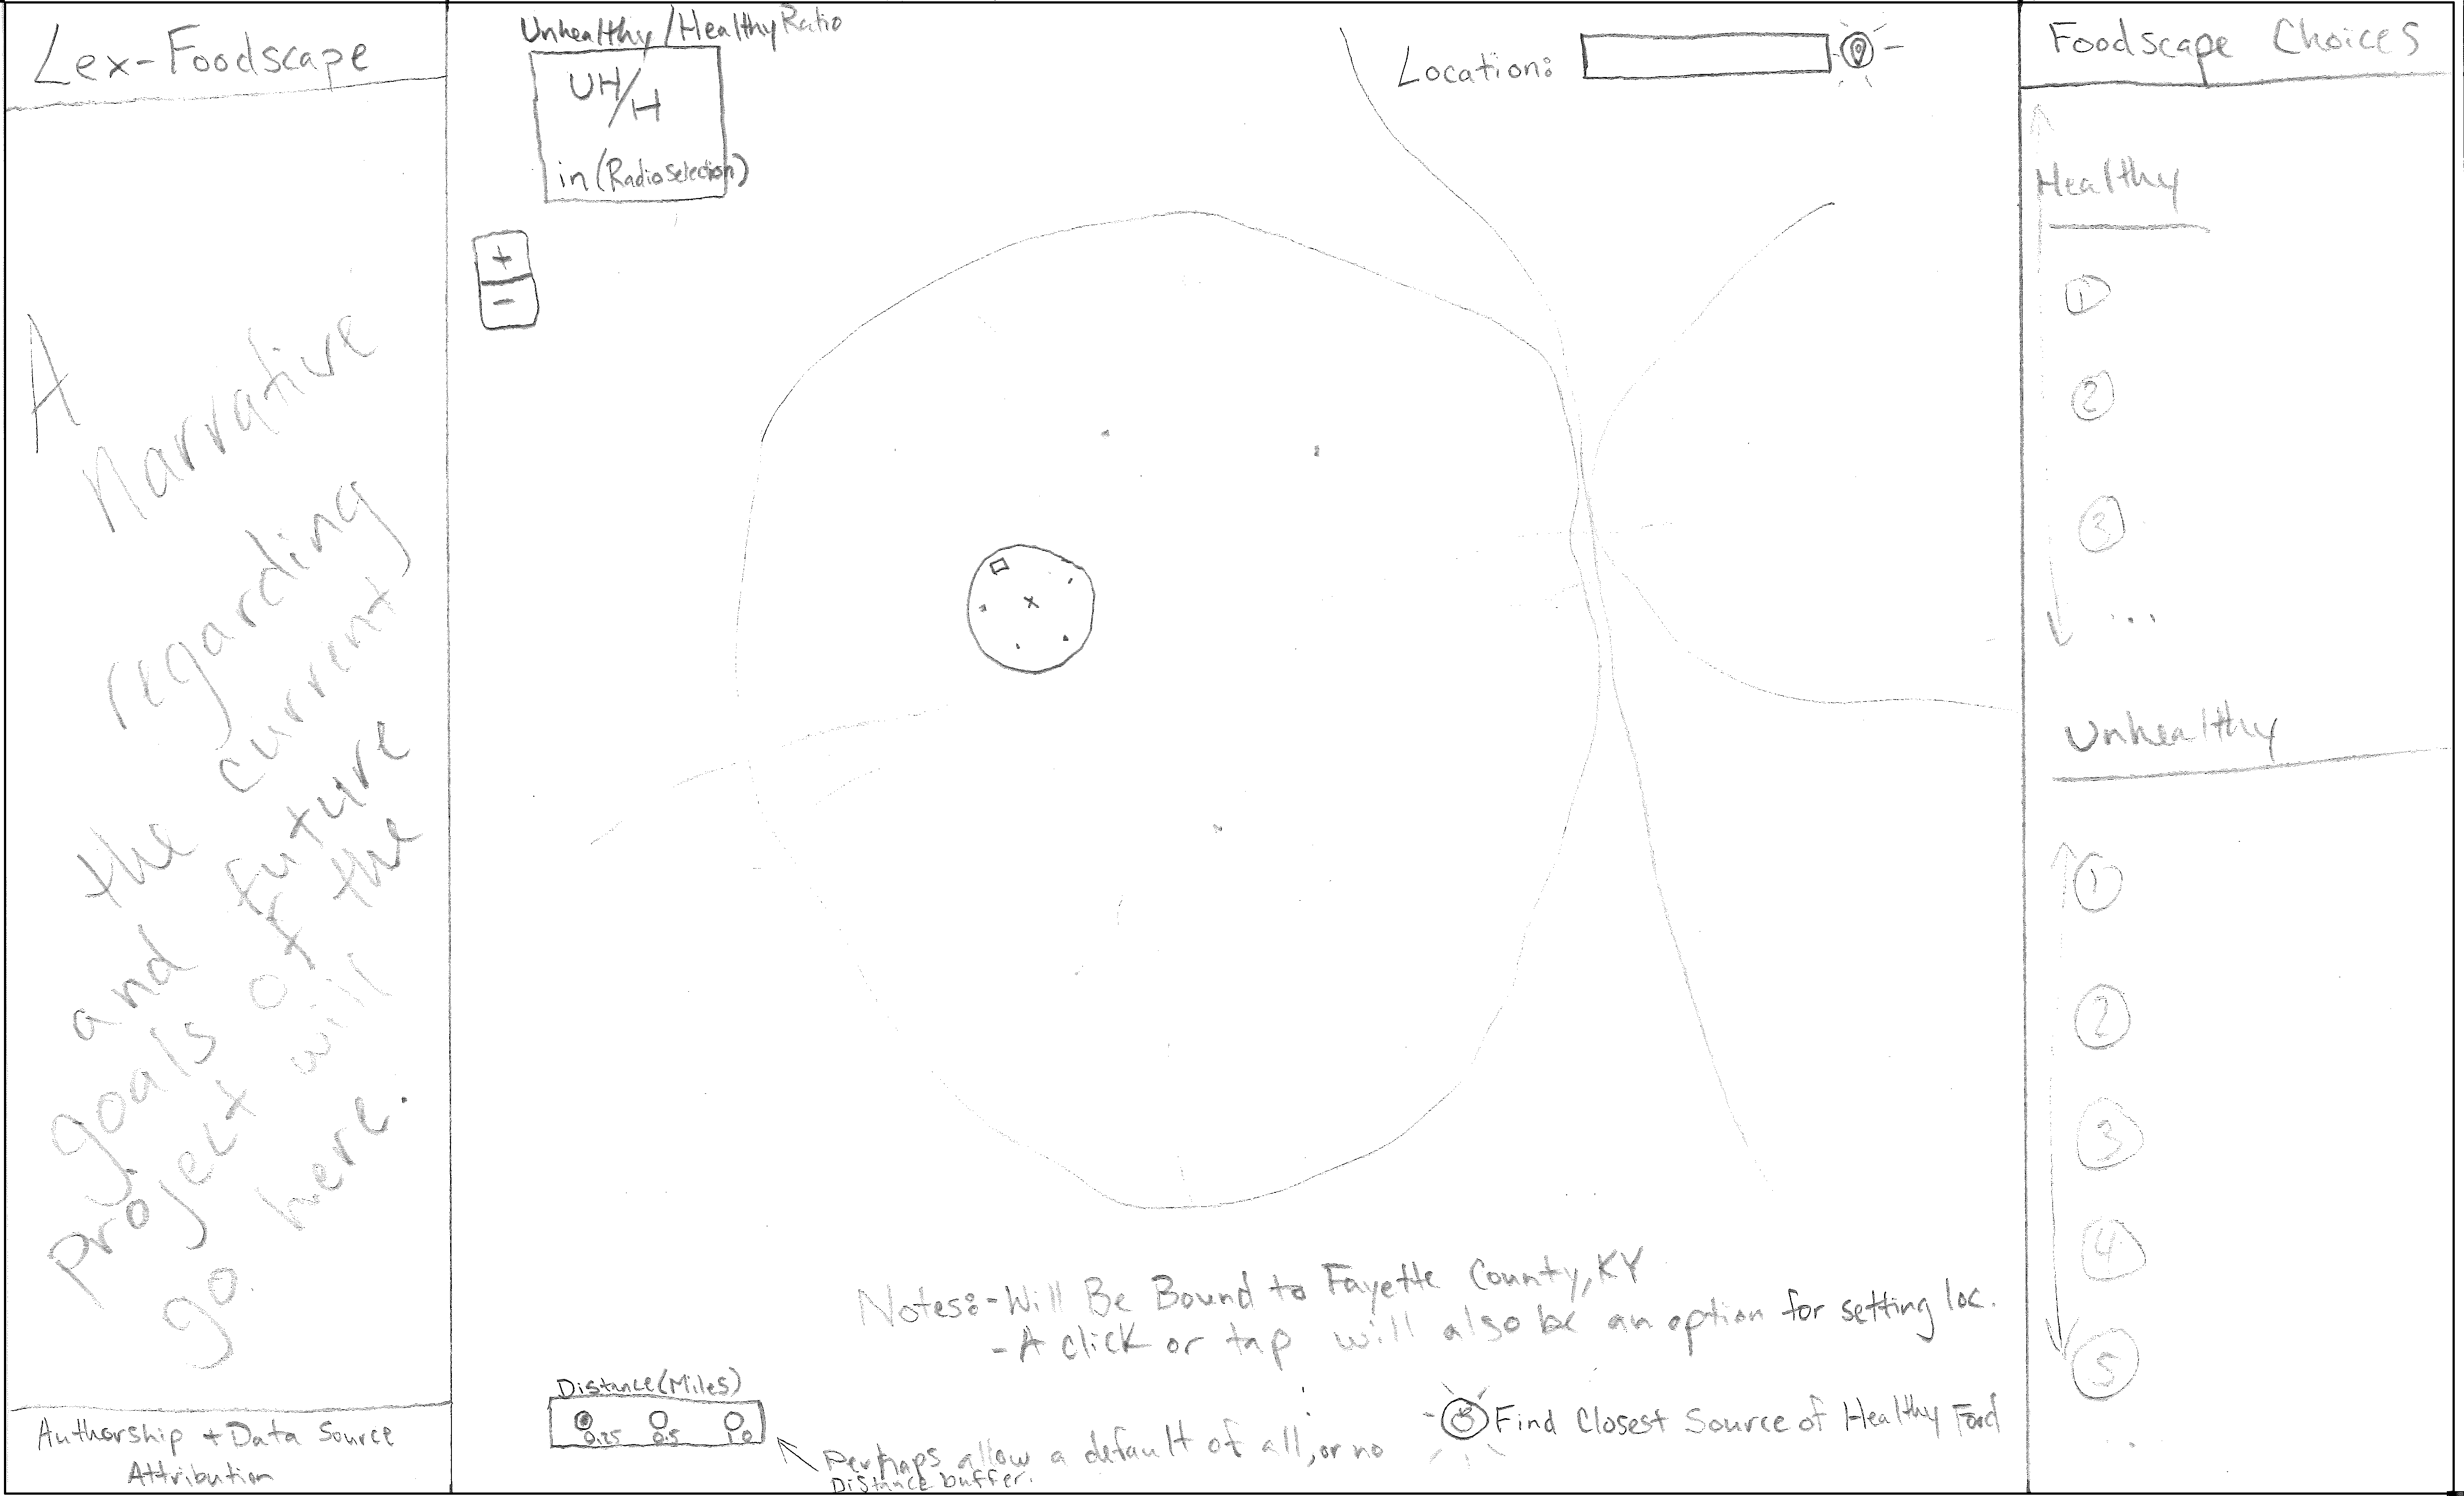 Lex-Foodscape
A
Narrative
regarding
the current
and future
goals of the
project will
go here.
Authorship + Data Source
Attribution
Unhealthy/Healthy Ratio
UH/H
in (Radio Selection)
+
-
Location:
Notes:-Will Be Bound to Fayette County, KY
-A click or tap will also be an option for setting loc.
Distance(Miles)
0.25 0.5 1.0
Perhaps allow a default of all, or no
Distance buffer.
Find Closest Source of Healthy Food
Foodscape Choices
Healthy
1
2
3
...
Unhealthy
1
2
3
4
5